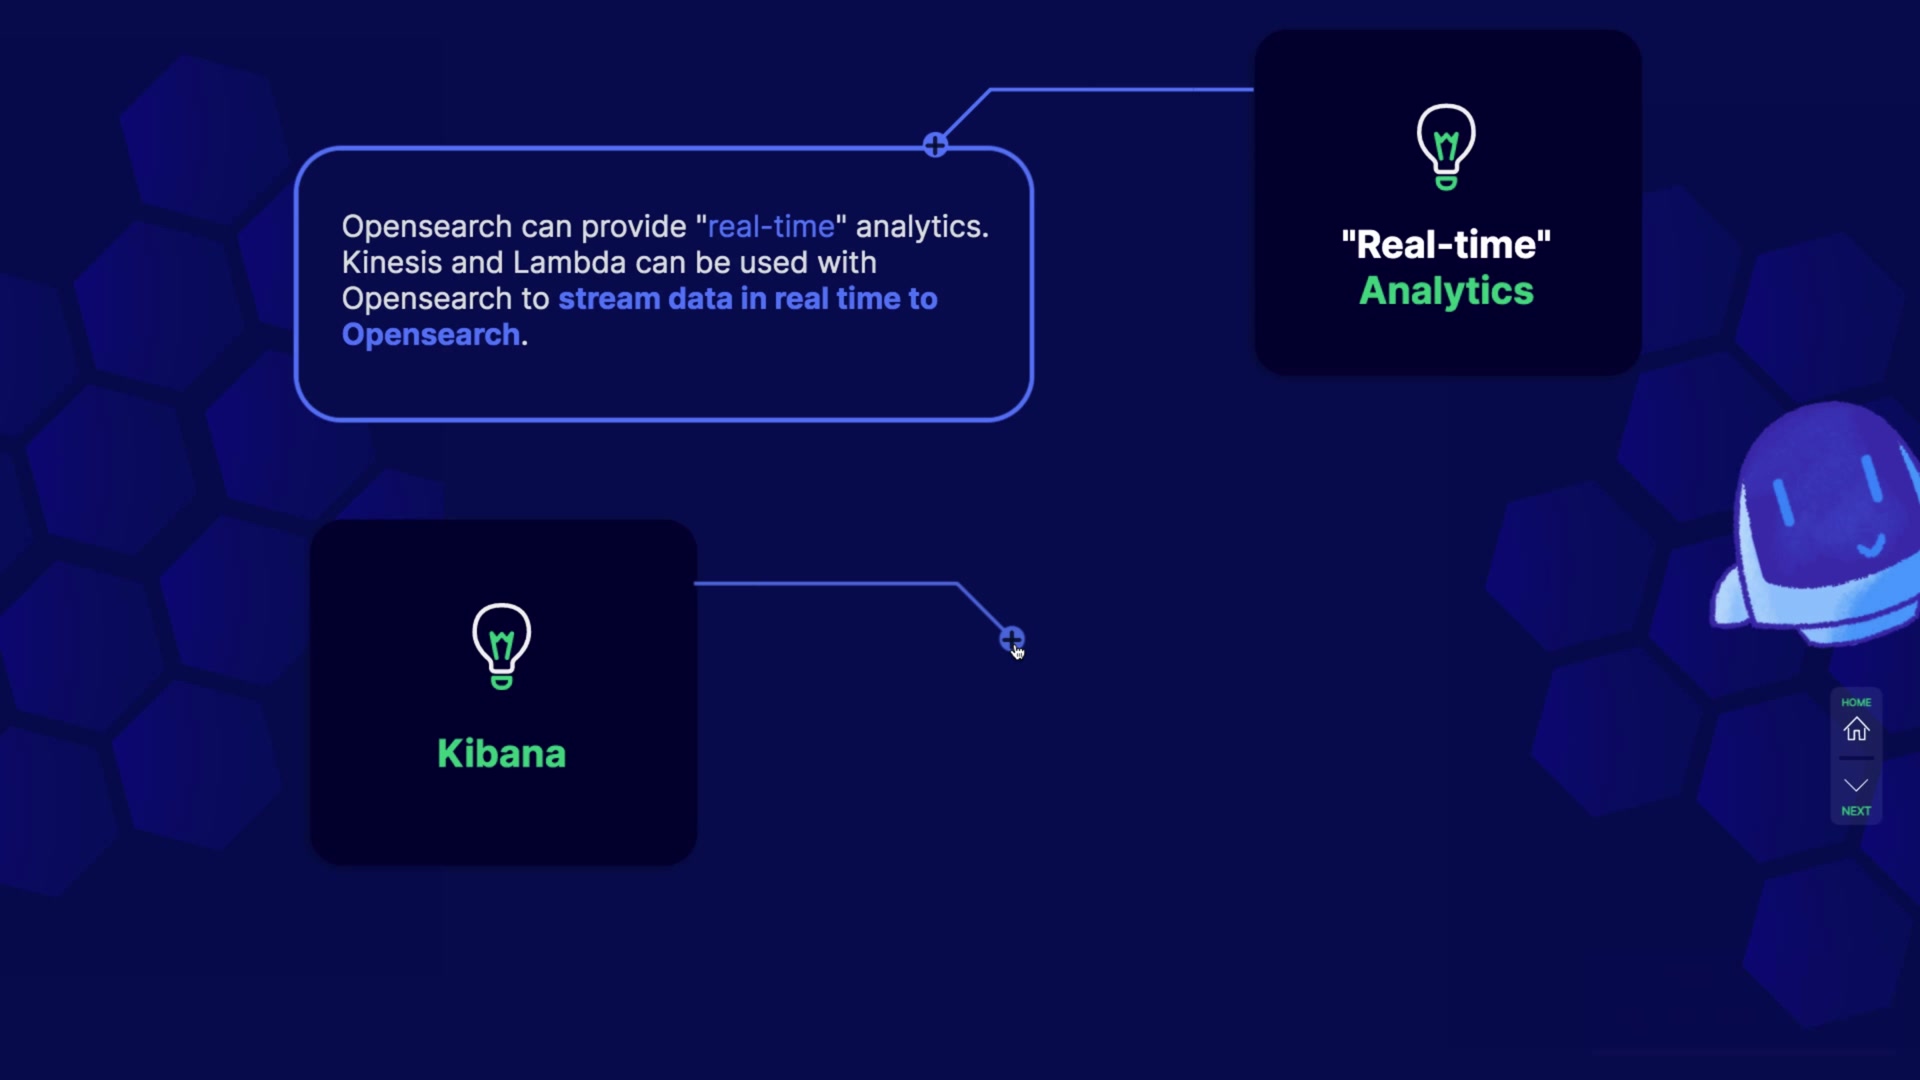 Opensearch can provide "real-time" analytics.
Kinesis and Lambda can be used with
Opensearch to stream data in real time to
Opensearch.
"Real-time"
Analytics
Kibana
HOME
NEXT